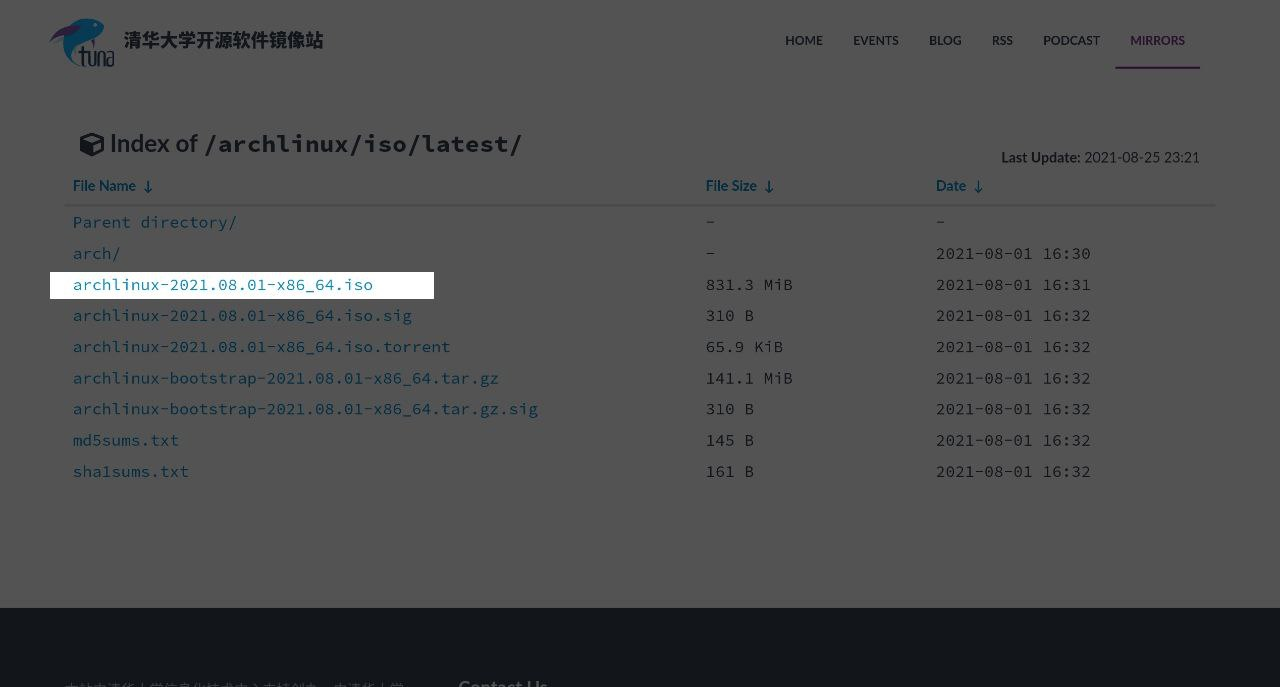 tuna 清华大学开源软件镜像站 HOME EVENTS BLOG RSS PODCAST MIRRORS
Index of /archlinux/iso/latest/
Last Update: 2021-08-25 23:21
File Name ↓ File Size ↓ Date ↓
Parent directory/ - -
arch/ - 2021-08-01 16:30
archlinux-2021.08.01-x86_64.iso 831.3 MiB 2021-08-01 16:31
archlinux-2021.08.01-x86_64.iso.sig 310 B 2021-08-01 16:32
archlinux-2021.08.01-x86_64.iso.torrent 65.9 KiB 2021-08-01 16:32
archlinux-bootstrap-2021.08.01-x86_64.tar.gz 141.1 MiB 2021-08-01 16:32
archlinux-bootstrap-2021.08.01-x86_64.tar.gz.sig 310 B 2021-08-01 16:32
md5sums.txt 145 B 2021-08-01 16:32
sha1sums.txt 161 B 2021-08-01 16:32
Contact Us